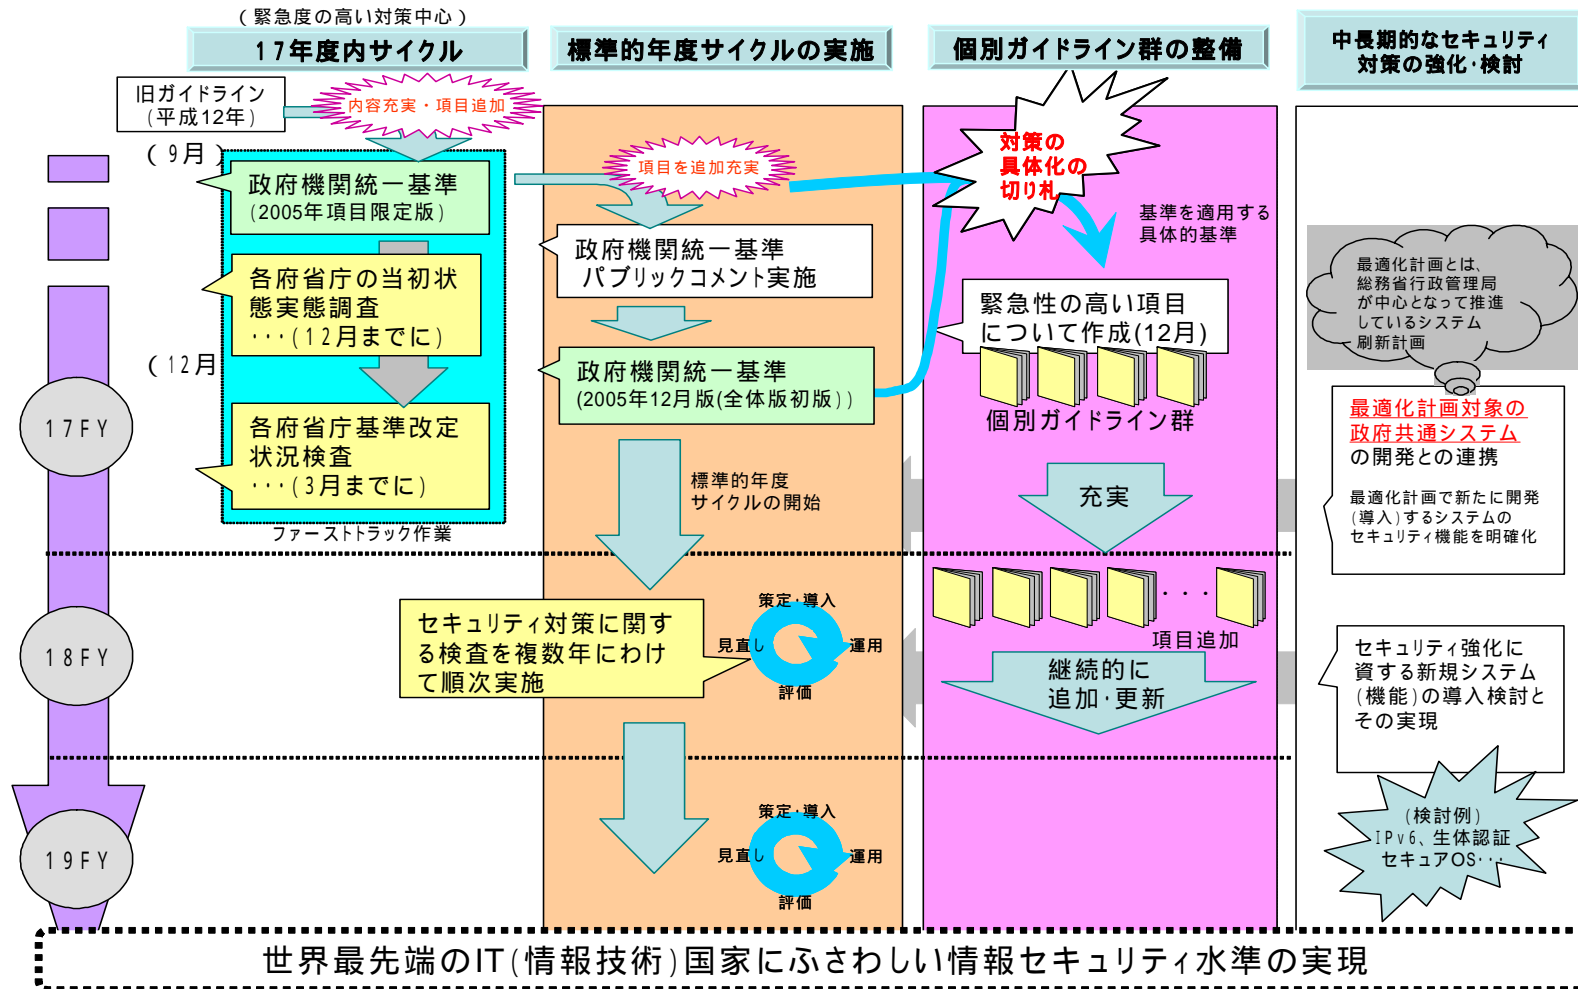 (緊急度の高い対策中心)
17年度内サイクル
標準的年度サイクルの実施
個別ガイドライン群の整備
中長期的なセキュリティ
対策の強化・検討
旧ガイドライン
(平成12年)
内容充実・項目追加
(9月)
政府機関統一基準
(2005年項目限定版)
各府省庁の当初状
態実態調査
・・・(12月までに)
(12月
各府省庁基準改定
状況検査
・・・(3月までに)
ファーストトラック作業
項目を追加充実
政府機関統一基準
パブリックコメント実施
政府機関統一基準
(2005年12月版(全体版初版))
標準的年度
サイクルの開始
対策の
具体化の
切り札
基準を適用する
具体的基準
緊急性の高い項目
について作成(12月)
個別ガイドライン群
充実
最適化計画とは、
総務省行政管理局
が中心となって推進
しているシステム
刷新計画
最適化計画対象の
政府共通システム
の開発との連携
最適化計画で新たに開発
(導入)するシステムの
セキュリティ機能を明確化
17FY
セキュリティ対策に関す
る検査を複数年にわけ
て順次実施
策定・導入
見直し
運用
評価
・・・
項目追加
継続的に
追加・更新
セキュリティ強化に
資する新規システム
(機能)の導入検討と
その実現
18FY
策定・導入
見直し
運用
評価
(検討例)
IPv6、生体認証
セキュアOS・・・
19FY
世界最先端のIT(情報技術)国家にふさわしい情報セキュリティ水準の実現